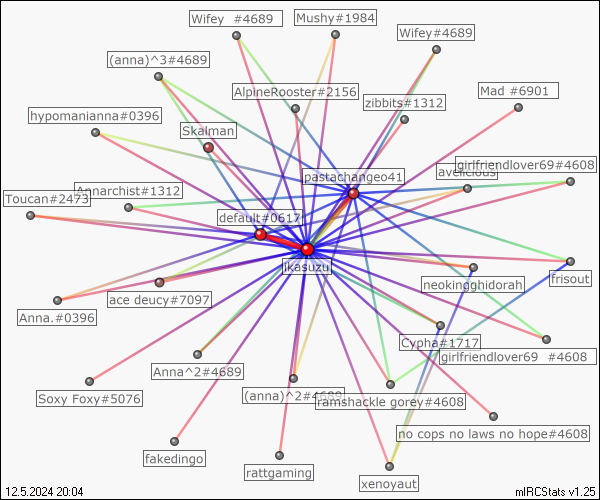 Wifey  #4689
Mushy#1984
Wifey#4689
(anna)^3#4689
AlpineRooster#2156
Mad #6901
zibbits#1312
hypomanianna#0396
Skalman
girlfriendlover69#4608
avelicious
pastachangeo41
Annarchist#1312
Toucan#2473
default#0617
jkasuzu
neokingghidorah
frisout
ace deucy#7097
Anna.#0396
Cypha#1717
girlfriendlover69  #4608
Anna^2#4689
Soxy Foxy#5076
(anna)^2#4689
ramshackle gorey#4608
no cops no laws no hope#4608
fakedingo
rattgaming
xenoyaut
12.5.2024 20:04
mIRCStats v1.25